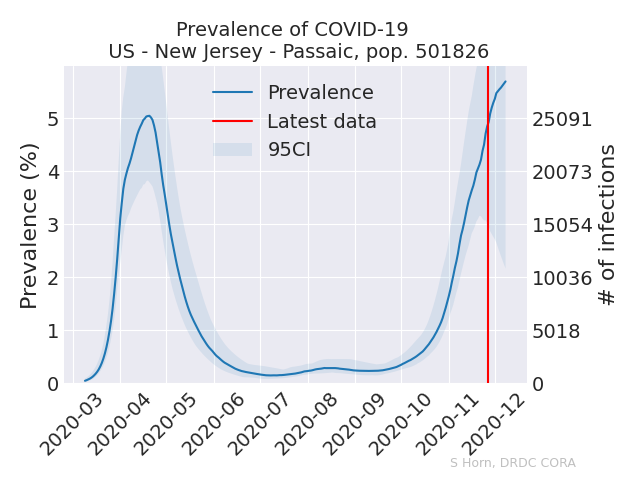 Prevalence of COVID-19
US - New Jersey - Passaic, pop. 501826
Prevalence
Latest data
95CI
Prevalence (%)
5
4
3
2
1
0
25091
20073
15054
10036
5018
0
# of infections
2020-03
2020-04
2020-05
2020-06
2020-07
2020-08
2020-09
2020-10
2020-11
2020-12
S Horn, DRDC CORA